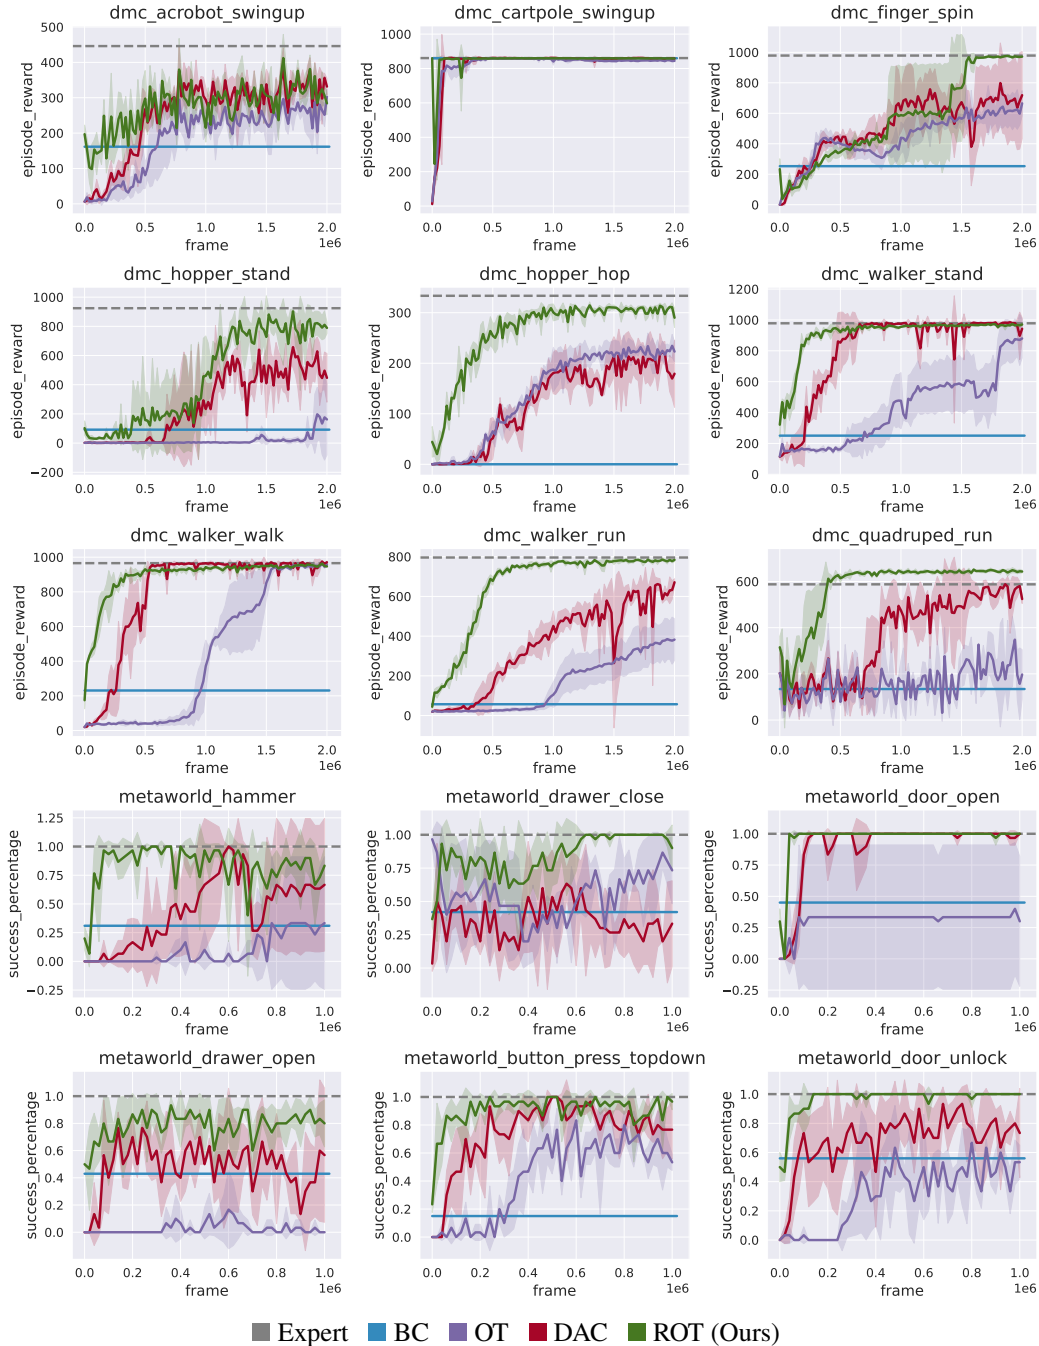 dmc_acrobot_swingup
dmc_cartpole_swingup
dmc_finger_spin
500
400
300
200
100
0
episode_reward
0.0 0.5 1.0 1.5 2.0
frame
1e6
1000
800
600
400
200
0
episode_reward
0.0 0.5 1.0 1.5 2.0
frame
1e6
1000
800
600
400
200
0
episode_reward
0.0 0.5 1.0 1.5 2.0
frame
1e6
dmc_hopper_stand
dmc_hopper_hop
dmc_walker_stand
1000
800
600
400
200
0
−200
episode_reward
0.0 0.5 1.0 1.5 2.0
frame
1e6
300
200
100
0
episode_reward
0.0 0.5 1.0 1.5 2.0
frame
1e6
1200
1000
800
600
400
200
0
episode_reward
0.0 0.5 1.0 1.5 2.0
frame
1e6
dmc_walker_walk
dmc_walker_run
dmc_quadruped_run
1000
800
600
400
200
0
episode_reward
0.0 0.5 1.0 1.5 2.0
frame
1e6
800
600
400
200
0
episode_reward
0.0 0.5 1.0 1.5 2.0
frame
1e6
600
400
200
0
episode_reward
0.0 0.5 1.0 1.5 2.0
frame
1e6
metaworld_hammer
metaworld_drawer_close
metaworld_door_open
1.25
1.00
0.75
0.50
0.25
0.00
−0.25
success_percentage
0.0 0.2 0.4 0.6 0.8 1.0
frame
1e6
1.00
0.75
0.50
0.25
0.00
success_percentage
0.0 0.2 0.4 0.6 0.8 1.0
frame
1e6
1.00
0.75
0.50
0.25
0.00
−0.25
success_percentage
0.0 0.2 0.4 0.6 0.8 1.0
frame
1e6
metaworld_drawer_open
metaworld_button_press_topdown
metaworld_door_unlock
1.0
0.8
0.6
0.4
0.2
0.0
success_percentage
0.0 0.2 0.4 0.6 0.8 1.0
frame
1e6
1.0
0.8
0.6
0.4
0.2
0.0
success_percentage
0.0 0.2 0.4 0.6 0.8 1.0
frame
1e6
1.0
0.8
0.6
0.4
0.2
0.0
success_percentage
0.0 0.2 0.4 0.6 0.8 1.0
frame
1e6
Expert BC OT DAC ROT (Ours)